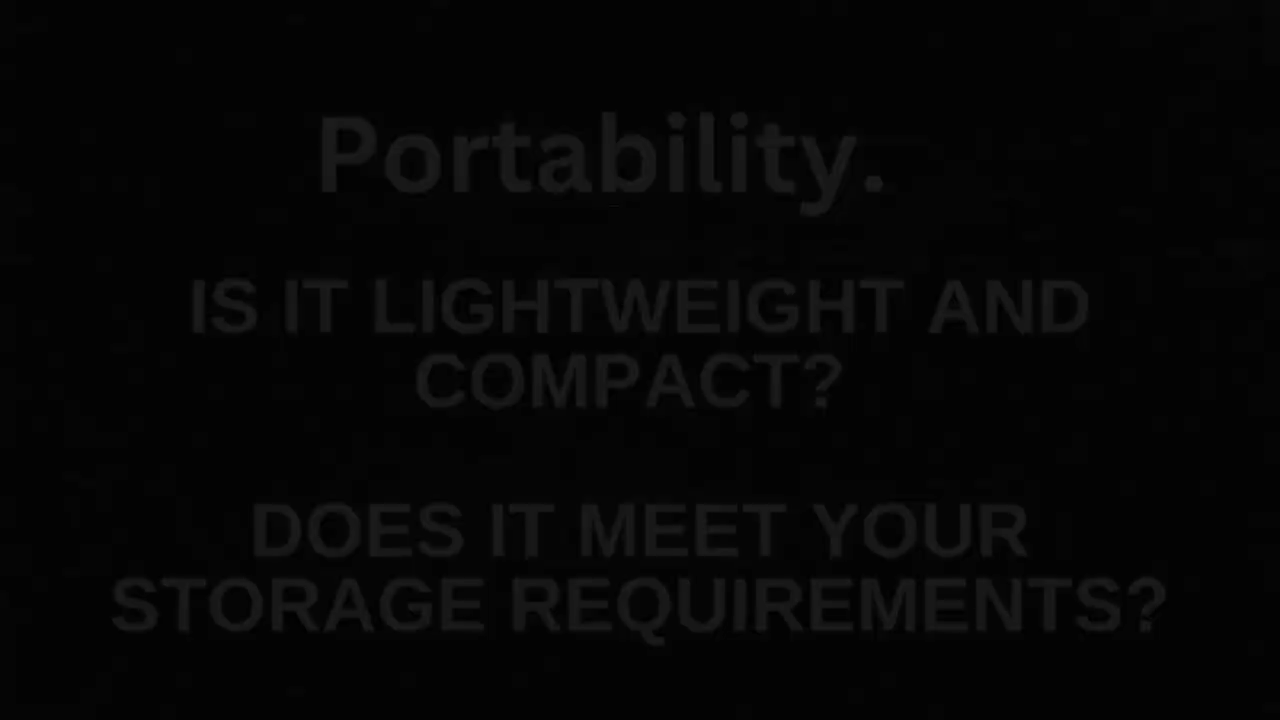 Portability.
IS IT LIGHTWEIGHT AND
COMPACT?
DOES IT MEET YOUR
STORAGE REQUIREMENTS?